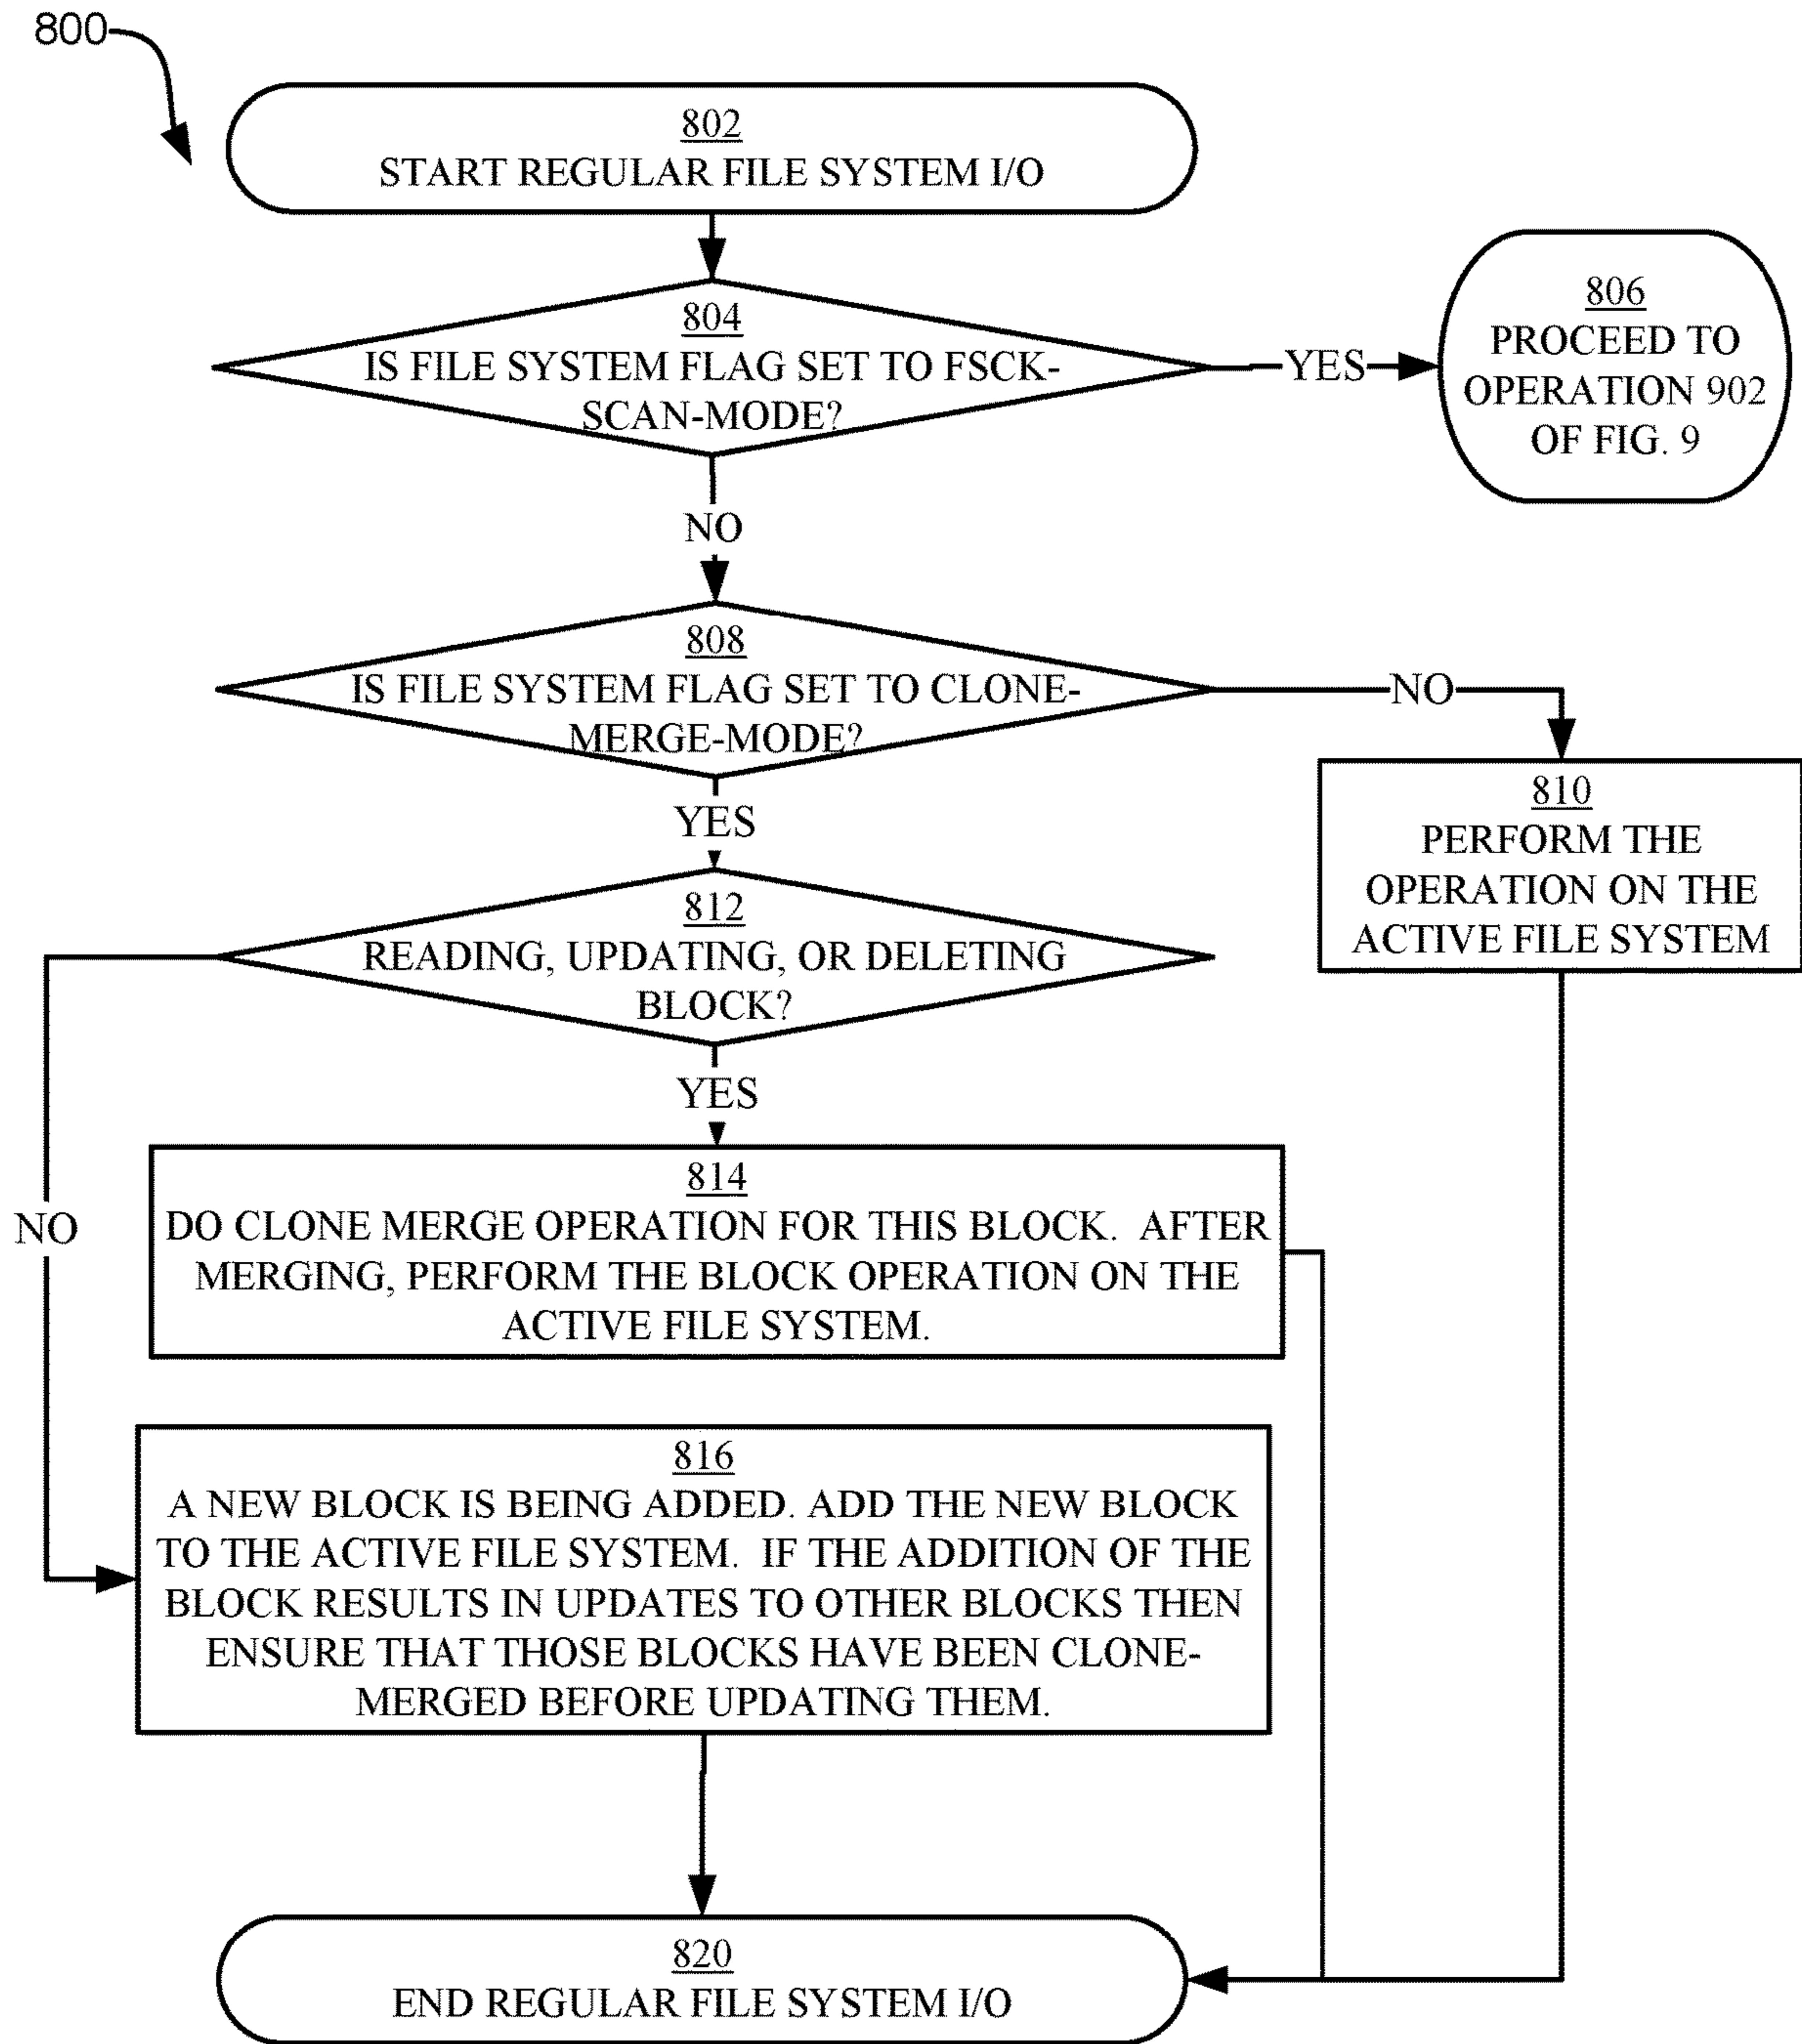 800
802
START REGULAR FILE SYSTEM I/O
804
IS FILE SYSTEM FLAG SET TO FSCK-
SCAN-MODE?
YES
806
PROCEED TO
OPERATION 902
OF FIG. 9
NO
808
IS FILE SYSTEM FLAG SET TO CLONE-
MERGE-MODE?
NO
810
PERFORM THE
OPERATION ON THE
ACTIVE FILE SYSTEM
YES
812
READING, UPDATING, OR DELETING
BLOCK?
YES
NO
814
DO CLONE MERGE OPERATION FOR THIS BLOCK. AFTER
MERGING, PERFORM THE BLOCK OPERATION ON THE
ACTIVE FILE SYSTEM.
816
A NEW BLOCK IS BEING ADDED. ADD THE NEW BLOCK
TO THE ACTIVE FILE SYSTEM. IF THE ADDITION OF THE
BLOCK RESULTS IN UPDATES TO OTHER BLOCKS THEN
ENSURE THAT THOSE BLOCKS HAVE BEEN CLONE-
MERGED BEFORE UPDATING THEM.
820
END REGULAR FILE SYSTEM I/O